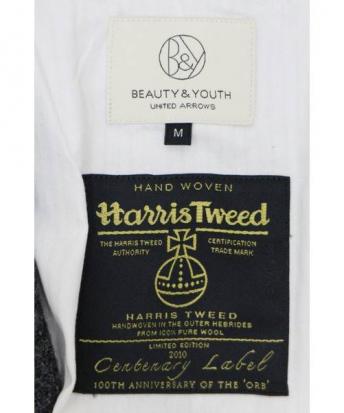 B&Y
BEAUTY & YOUTH
UNITED ARROWS
M
HAND WOVEN
Harris Tweed
THE HARRIS TWEED CERTIFICATION
AUTHORITY TRADE MARK
HARRIS TWEED
HANDWOVEN IN THE OUTER HEBRIDES
FROM 100% PURE WOOL
LIMITED EDITION
2010
Centenary Label
100TH ANNIVERSARY OF THE 'ORB'